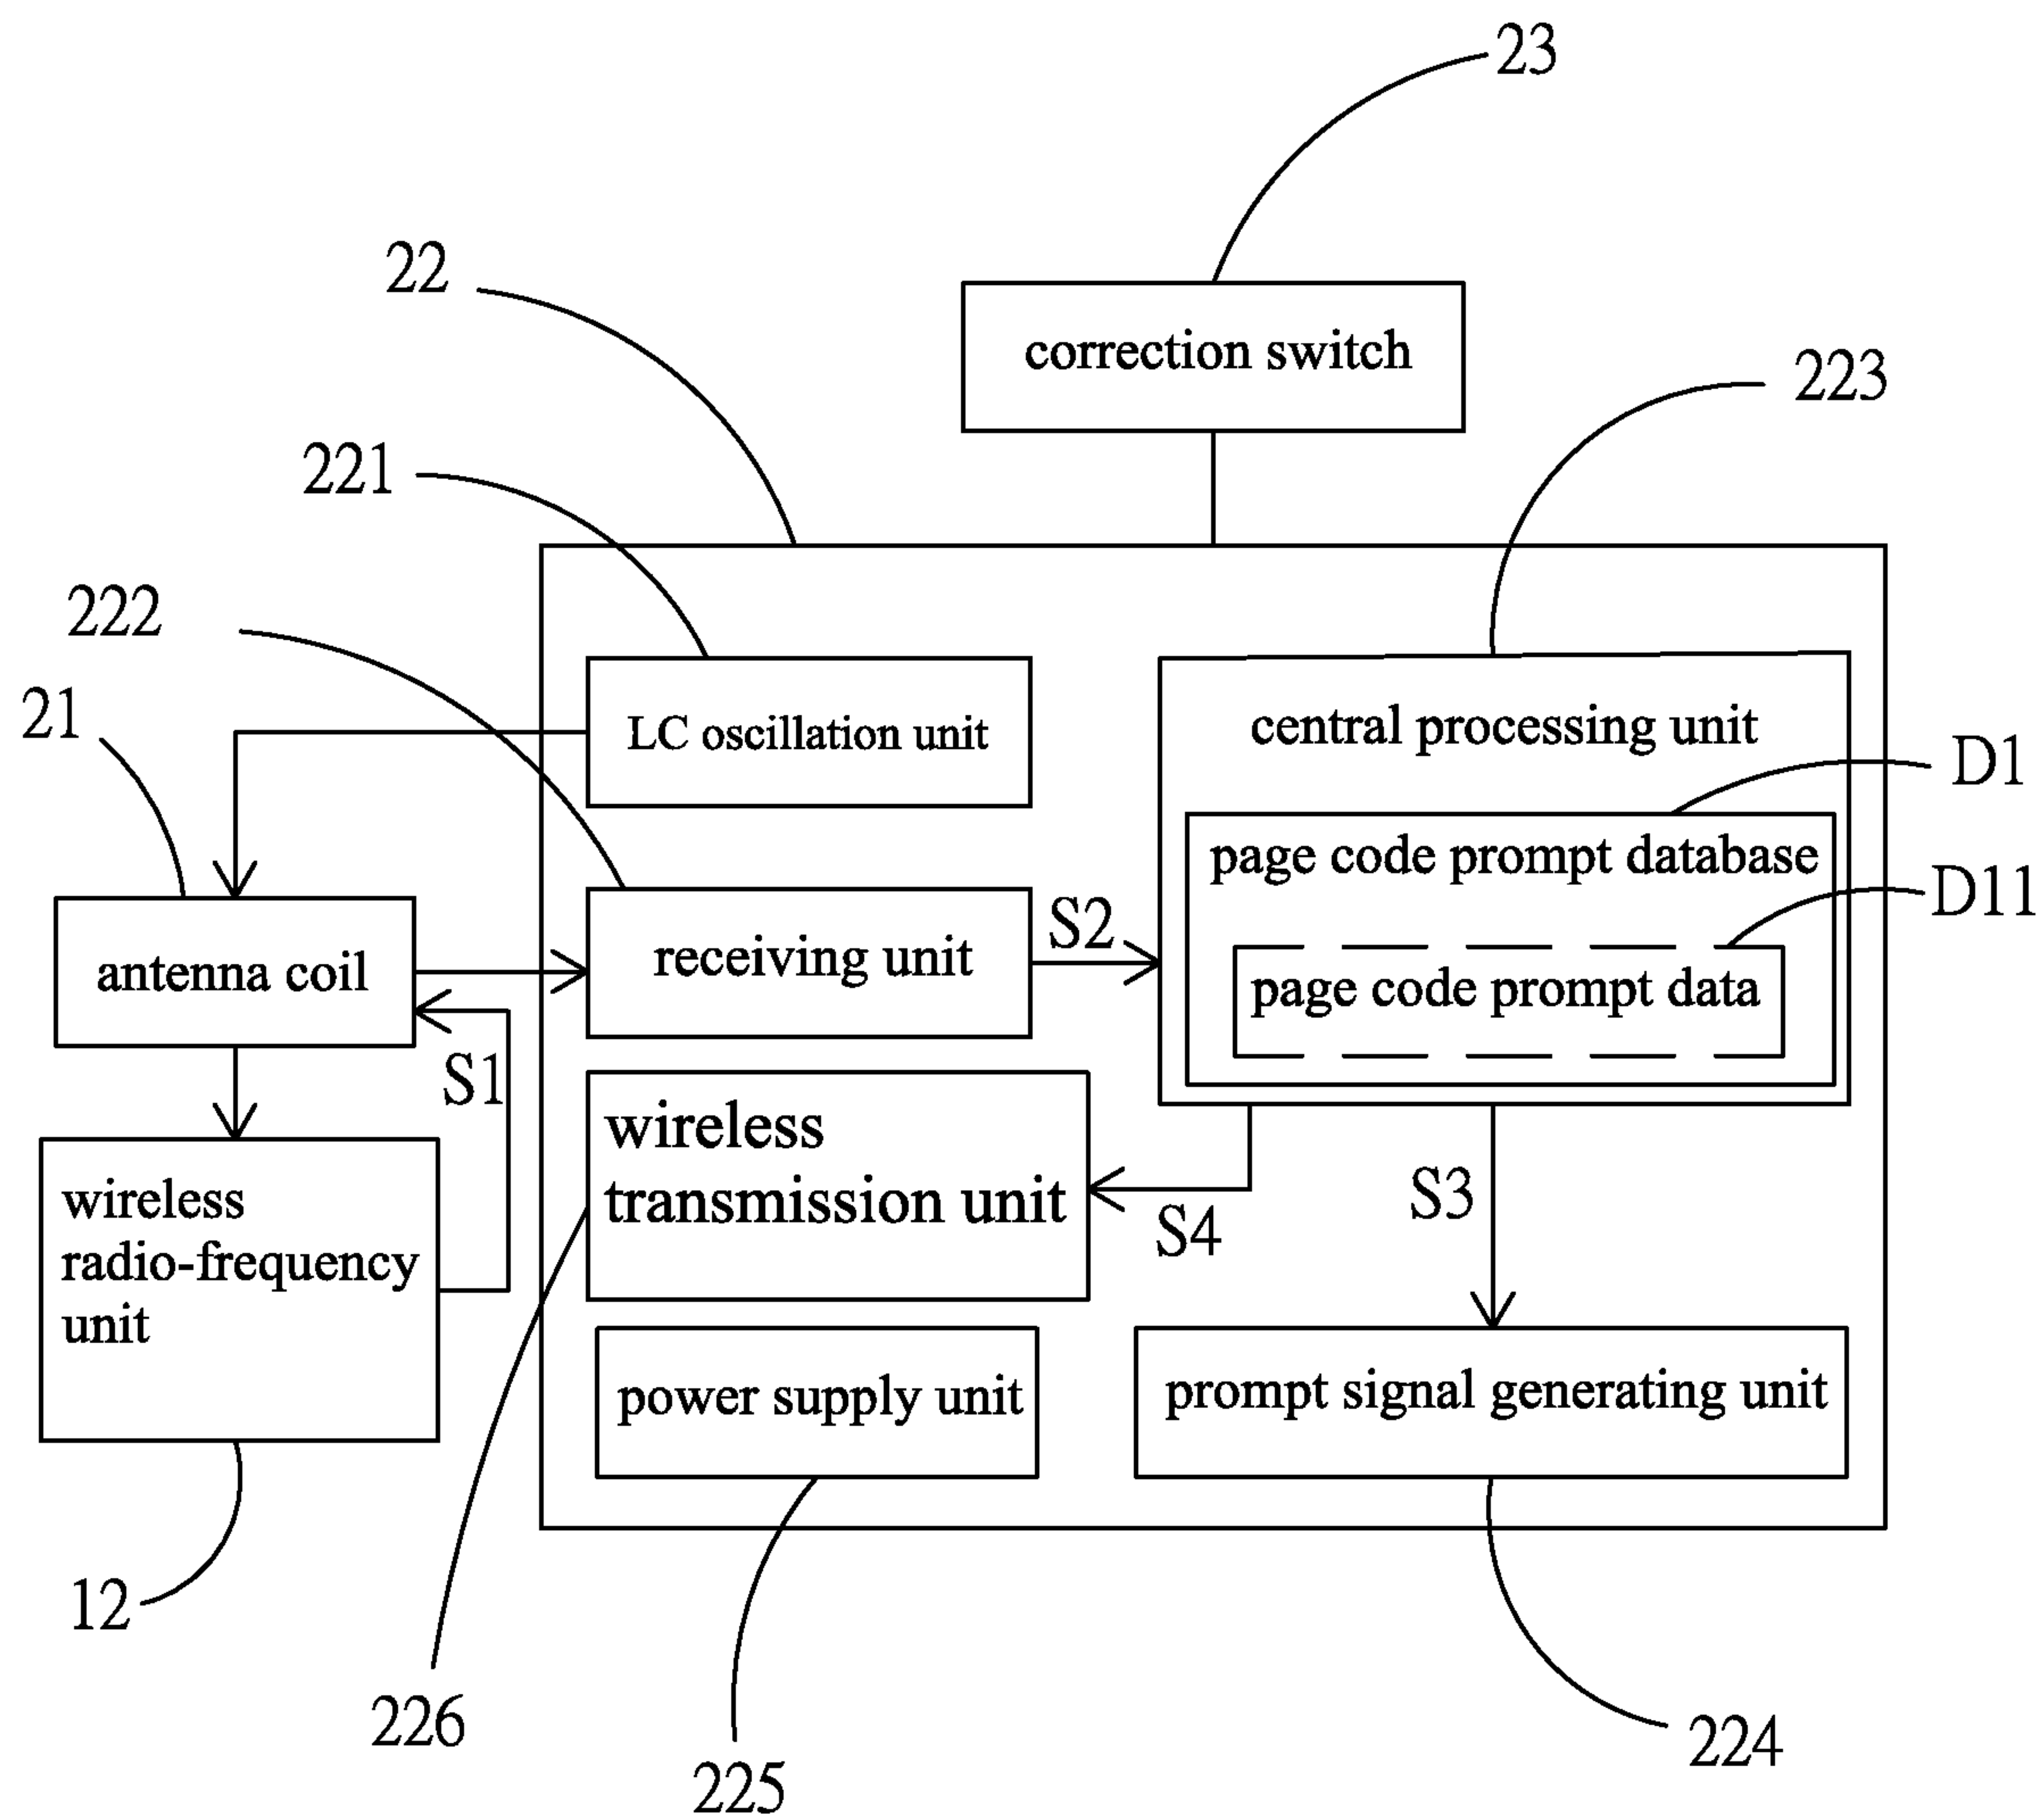 23
22
correction switch
223
221
222
21
LC oscillation unit
central processing unit
D1
page code prompt database
D11
antenna coil
receiving unit
S2
page code prompt data
S1
wireless
transmission unit
wireless
radio-frequency
unit
S4
S3
power supply unit
prompt signal generating unit
12
226
225
224